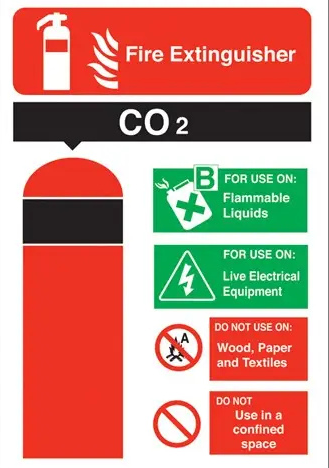 Fire Extinguisher
CO2
B
FOR USE ON:
Flammable
Liquids
FOR USE ON:
Live Electrical
Equipment
DO NOT USE ON:
A
Wood, Paper
and Textiles
DO NOT
Use in a
confined
space